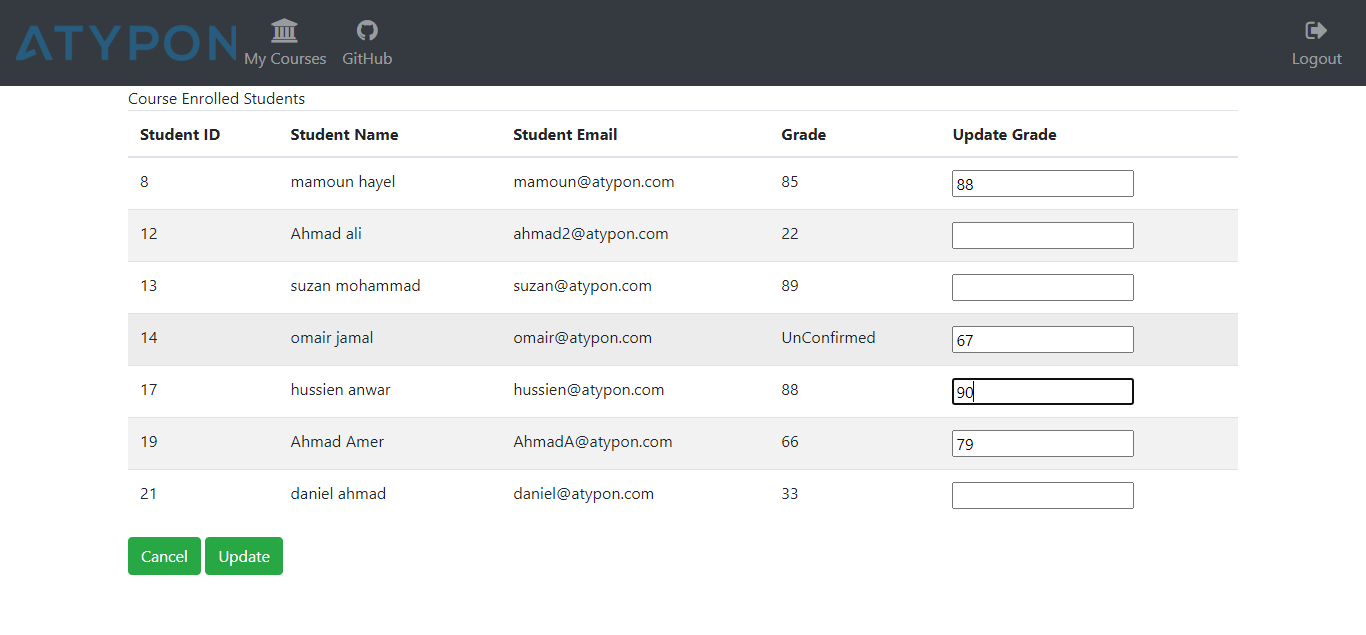 ATYPON
My Courses GitHub Logout
Course Enrolled Students
Student ID Student Name Student Email Grade Update Grade
8 mamoun hayel mamoun@atypon.com 85 88
12 Ahmad ali ahmad2@atypon.com 22
13 suzan mohammad suzan@atypon.com 89
14 omair jamal omair@atypon.com UnConfirmed 67
17 hussien anwar hussien@atypon.com 88 90
19 Ahmad Amer AhmadA@atypon.com 66 79
21 daniel ahmad daniel@atypon.com 33
Cancel Update